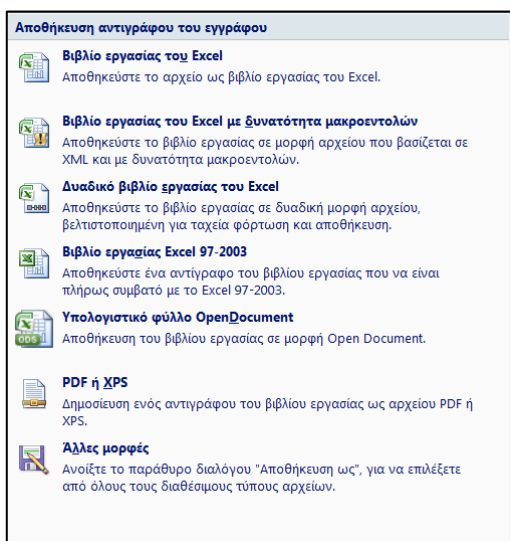 Αποθήκευση αντιγράφου του εγγράφου
Βιβλίο εργασίας του Excel
Αποθηκεύστε το αρχείο ως βιβλίο εργασίας του Excel.
Βιβλίο εργασίας του Excel με δυνατότητα μακροεντολών
Αποθηκεύστε το βιβλίο εργασίας σε μορφή αρχείου που βασίζεται σε
XML και με δυνατότητα μακροεντολών.
Δυαδικό βιβλίο εργασίας του Excel
Αποθηκεύστε το βιβλίο εργασίας σε δυαδική μορφή αρχείου,
βελτιστοποιημένη για ταχεία φόρτωση και αποθήκευση.
Βιβλίο εργασίας Excel 97-2003
Αποθηκεύστε ένα αντίγραφο του βιβλίου εργασίας που να είναι
πλήρως συμβατό με το Excel 97-2003.
ODS
Υπολογιστικό φύλλο OpenDocument
Αποθήκευση του βιβλίου εργασίας σε μορφή Open Document.
PDF ή XPS
Δημοσίευση ενός αντιγράφου του βιβλίου εργασίας ως αρχείου PDF ή
XPS.
Άλλες μορφές
Ανοίξτε το παράθυρο διαλόγου "Αποθήκευση ως", για να επιλέξετε
από όλους τους διαθέσιμους τύπους αρχείων.